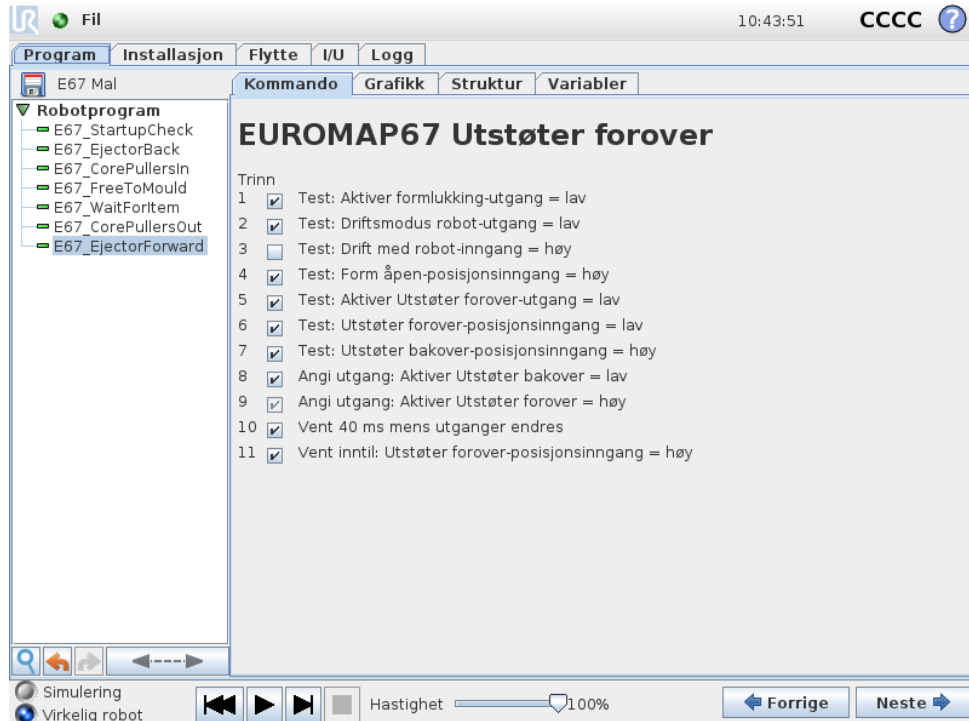 UR Fil 10:43:51 CCCC ?
Program Installasjon Flytte I/U Logg
E67 Mal
Kommando Grafikk Struktur Variabler
Robotprogram
E67_StartupCheck
E67_EjectorBack
E67_CorePullersIn
E67_FreeToMould
E67_WaitForItem
E67_CorePullersOut
E67_EjectorForward
EUROMAP67 Utstøter forover
Trinn
1 Test: Aktiver formlukking-utgang = lav
2 Test: Driftsmodus robot-utgang = lav
3 Test: Drift med robot-inngang = høy
4 Test: Form åpen-posisjonsinngang = høy
5 Test: Aktiver Utstøter forover-utgang = lav
6 Test: Utstøter forover-posisjonsinngang = lav
7 Test: Utstøter bakover-posisjonsinngang = høy
8 Angi utgang: Aktiver Utstøter bakover = lav
9 Angi utgang: Aktiver Utstøter forover = høy
10 Vent 40 ms mens utganger endres
11 Vent inntil: Utstøter forover-posisjonsinngang = høy
Simulering
Virkelig robot
Hastighet 100%
Forrige Neste